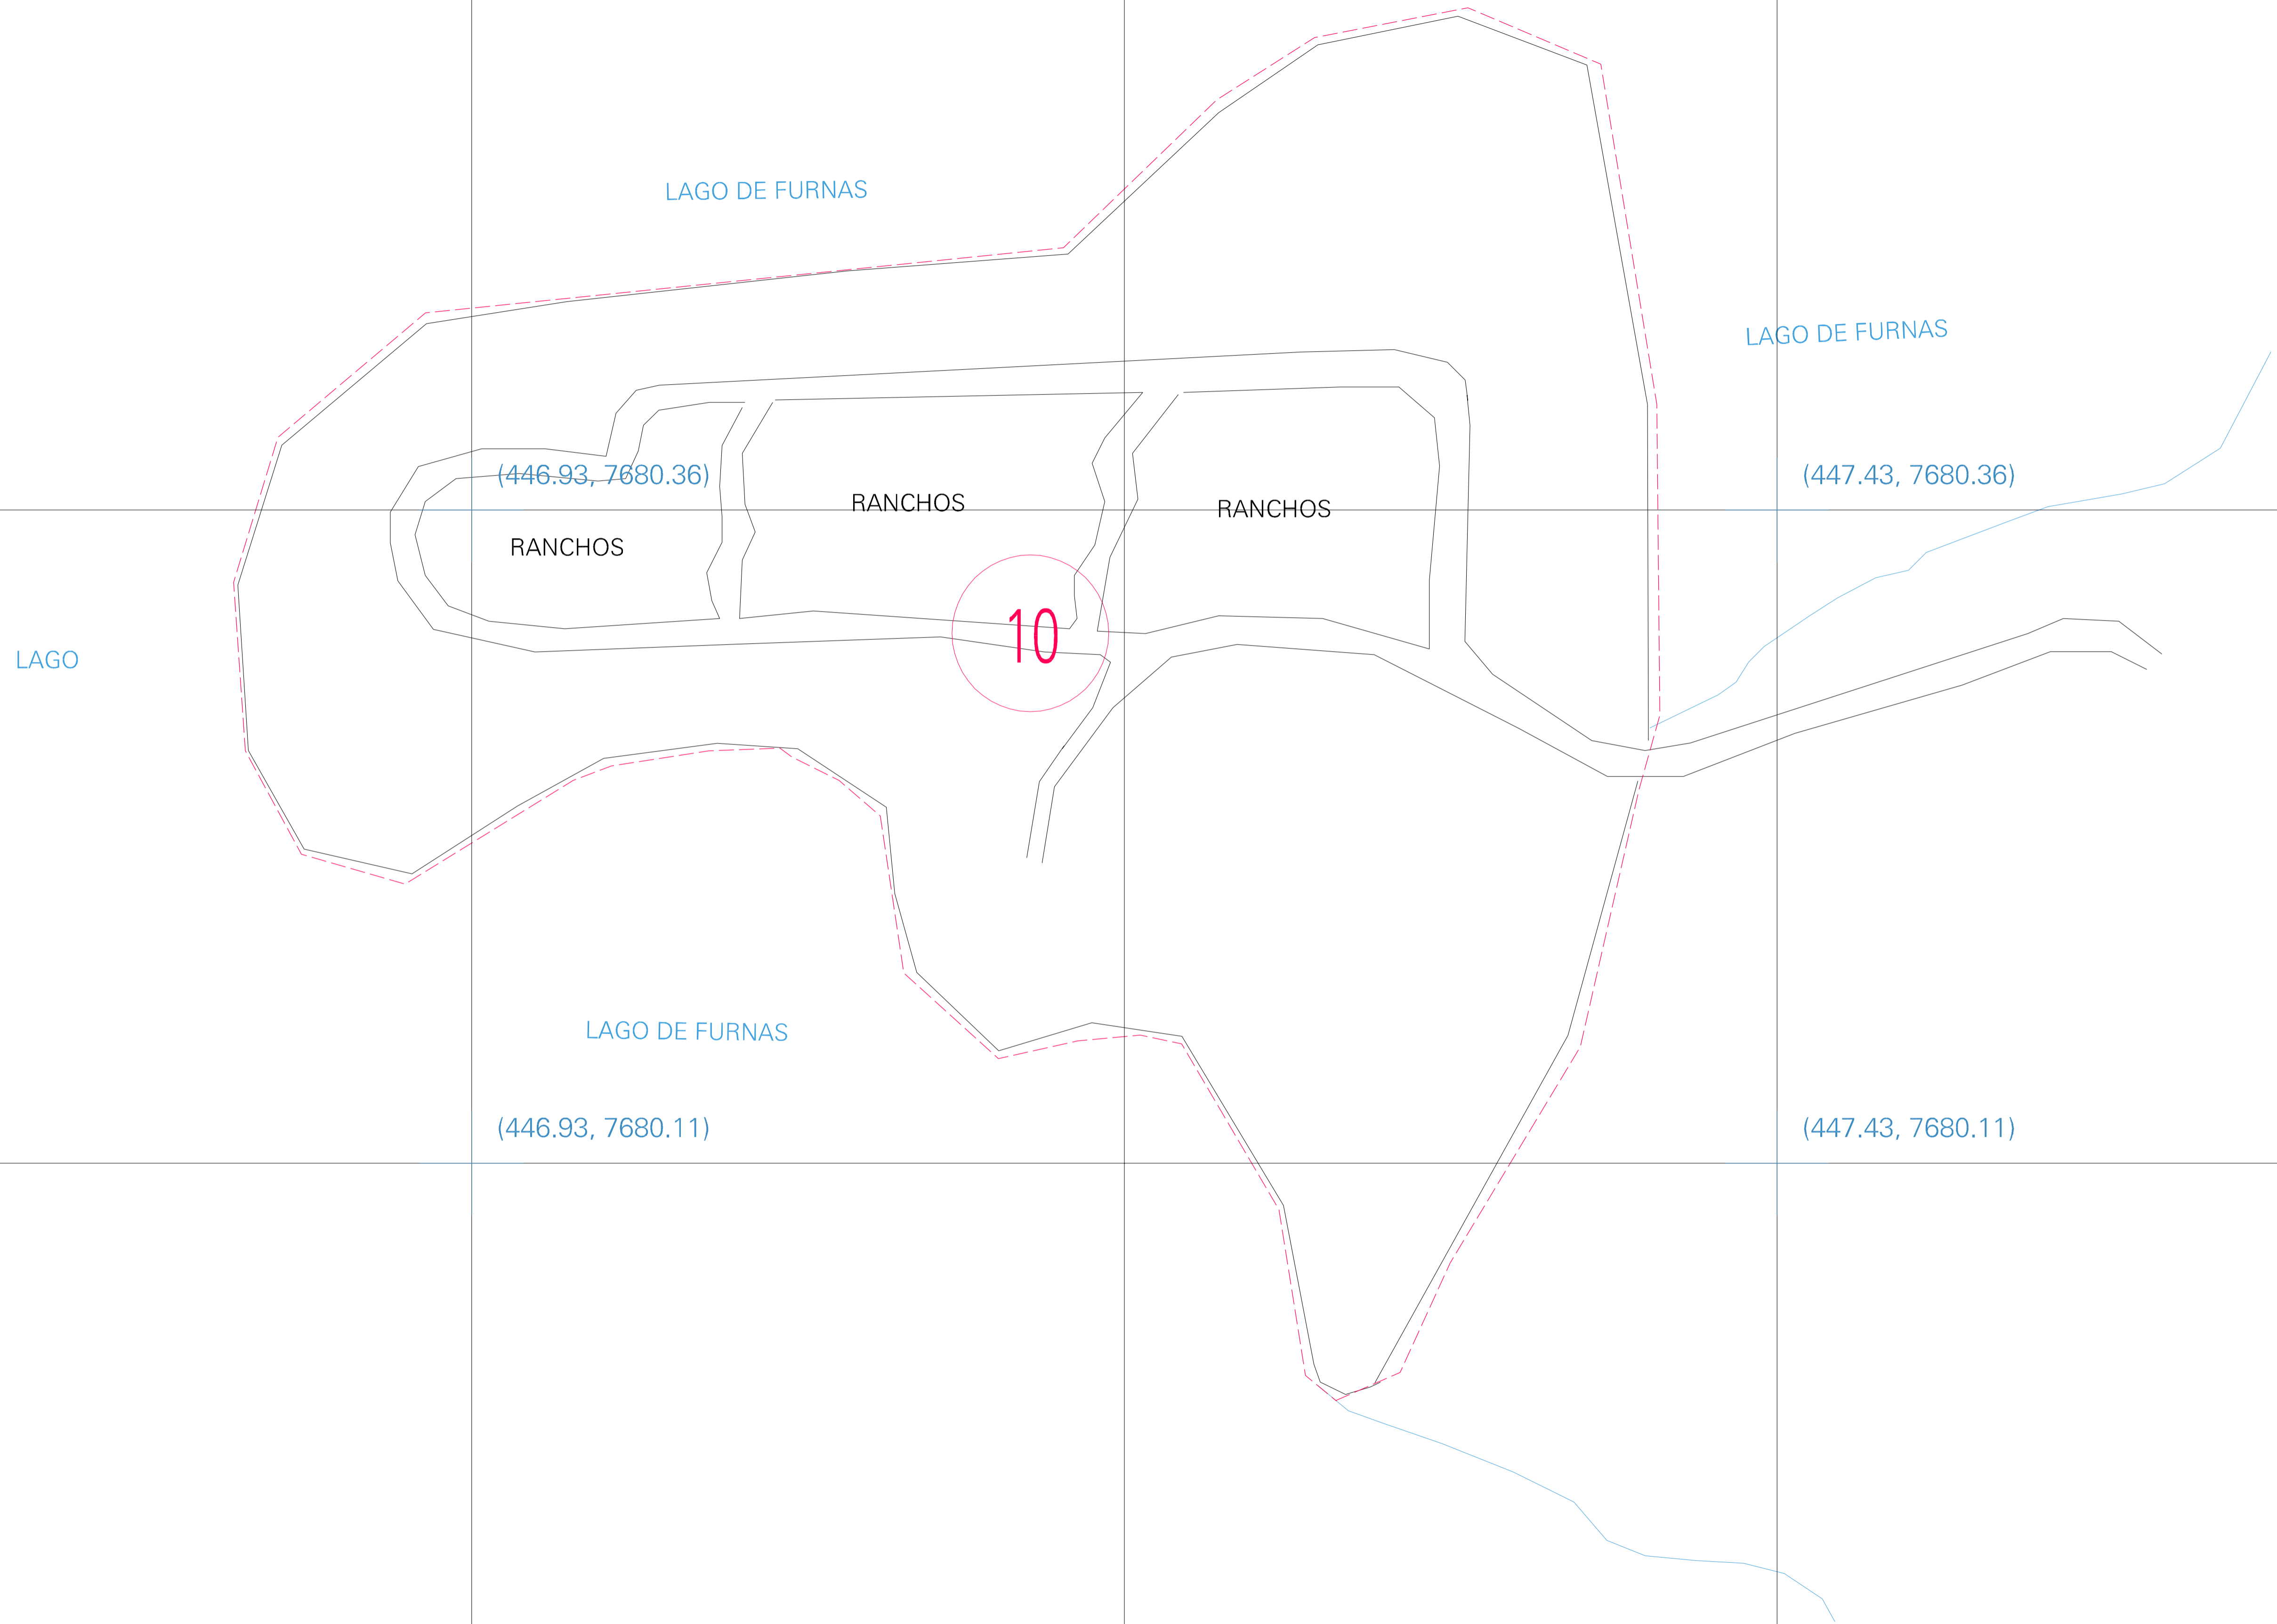 LAGO DE FURNAS
LAGO DE FURNAS
(446.93, 7680.36)
(447.43, 7680.36)
RANCHOS
RANCHOS
RANCHOS
10
LAGO
LAGO DE FURNAS
(446.93, 7680.11)
(447.43, 7680.11)